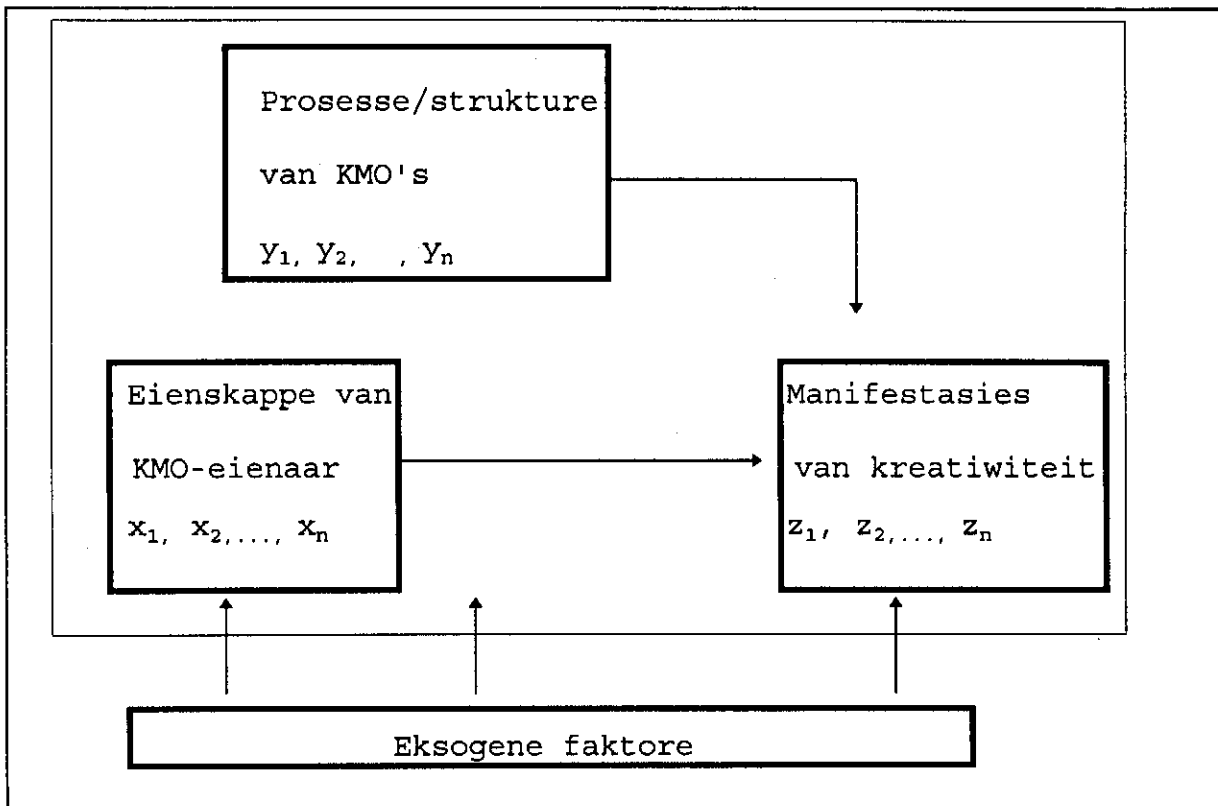 Prosesse/strukture
van KMO's
y₁, y₂, , yₙ
Eienskappe van
KMO-eienaar
x₁, x₂,..., xₙ
Manifestasies
van kreatiwiteit
z₁, z₂,..., zₙ
Eksogene faktore